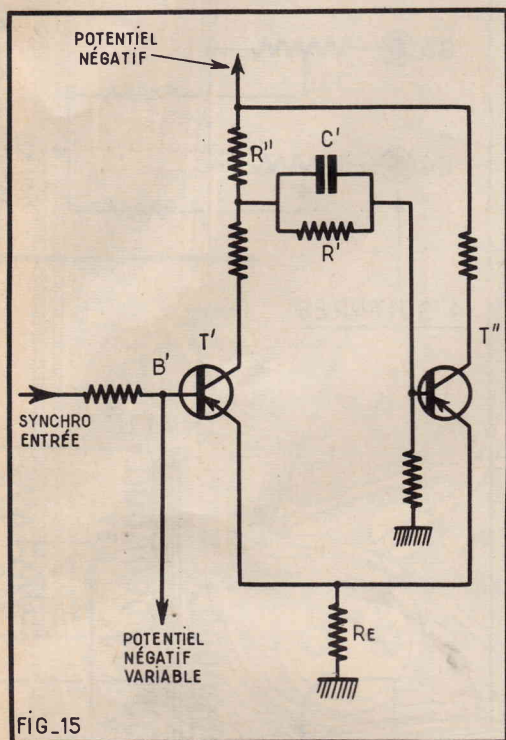 POTENTIEL
NÉGATIF
R"
C'
R'
T'
T"
B'
SYNCHRO
ENTRÉE
POTENTIEL
NÉGATIF
VARIABLE
RE
FIG_15